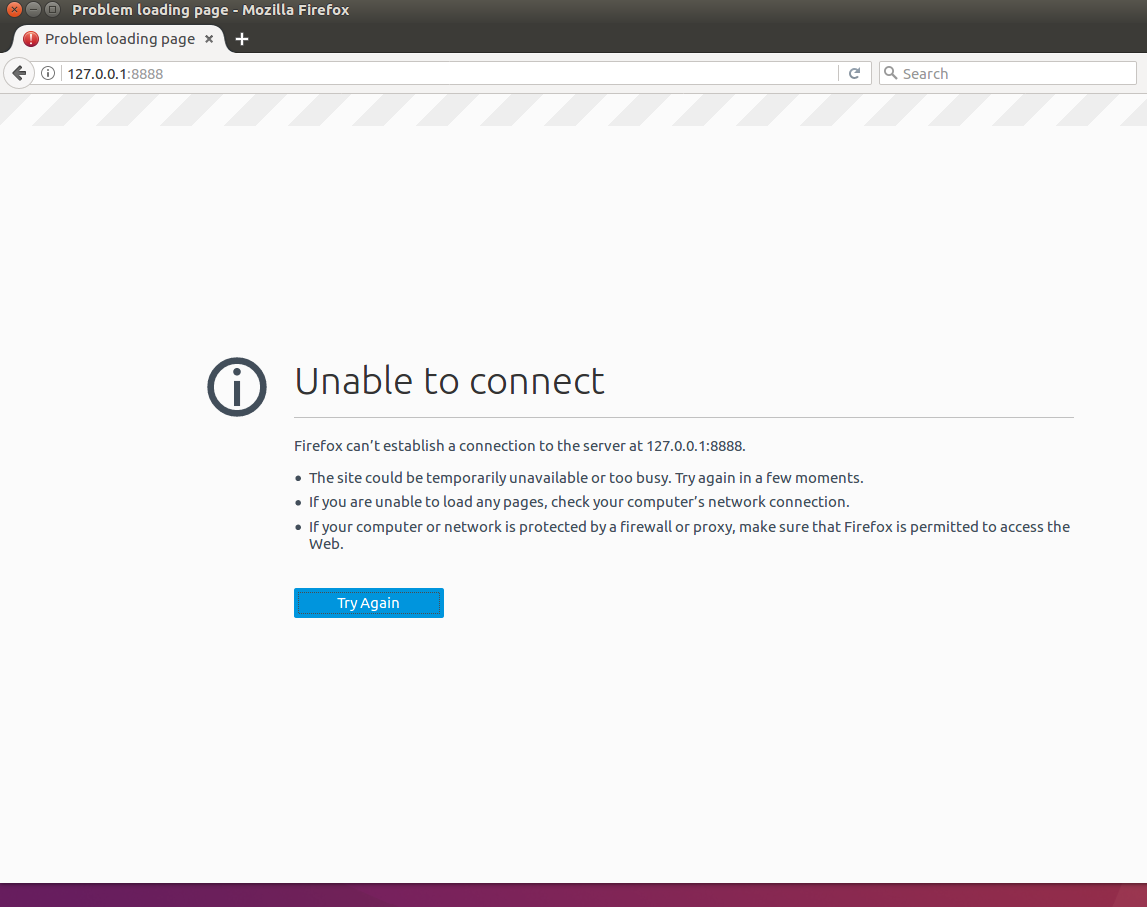 Problem loading page - Mozilla Firefox
Problem loading page
127.0.0.1:8888
Search
Unable to connect
Firefox can’t establish a connection to the server at 127.0.0.1:8888.
The site could be temporarily unavailable or too busy. Try again in a few moments.
If you are unable to load any pages, check your computer’s network connection.
If your computer or network is protected by a firewall or proxy, make sure that Firefox is permitted to access the
Web.
Try Again